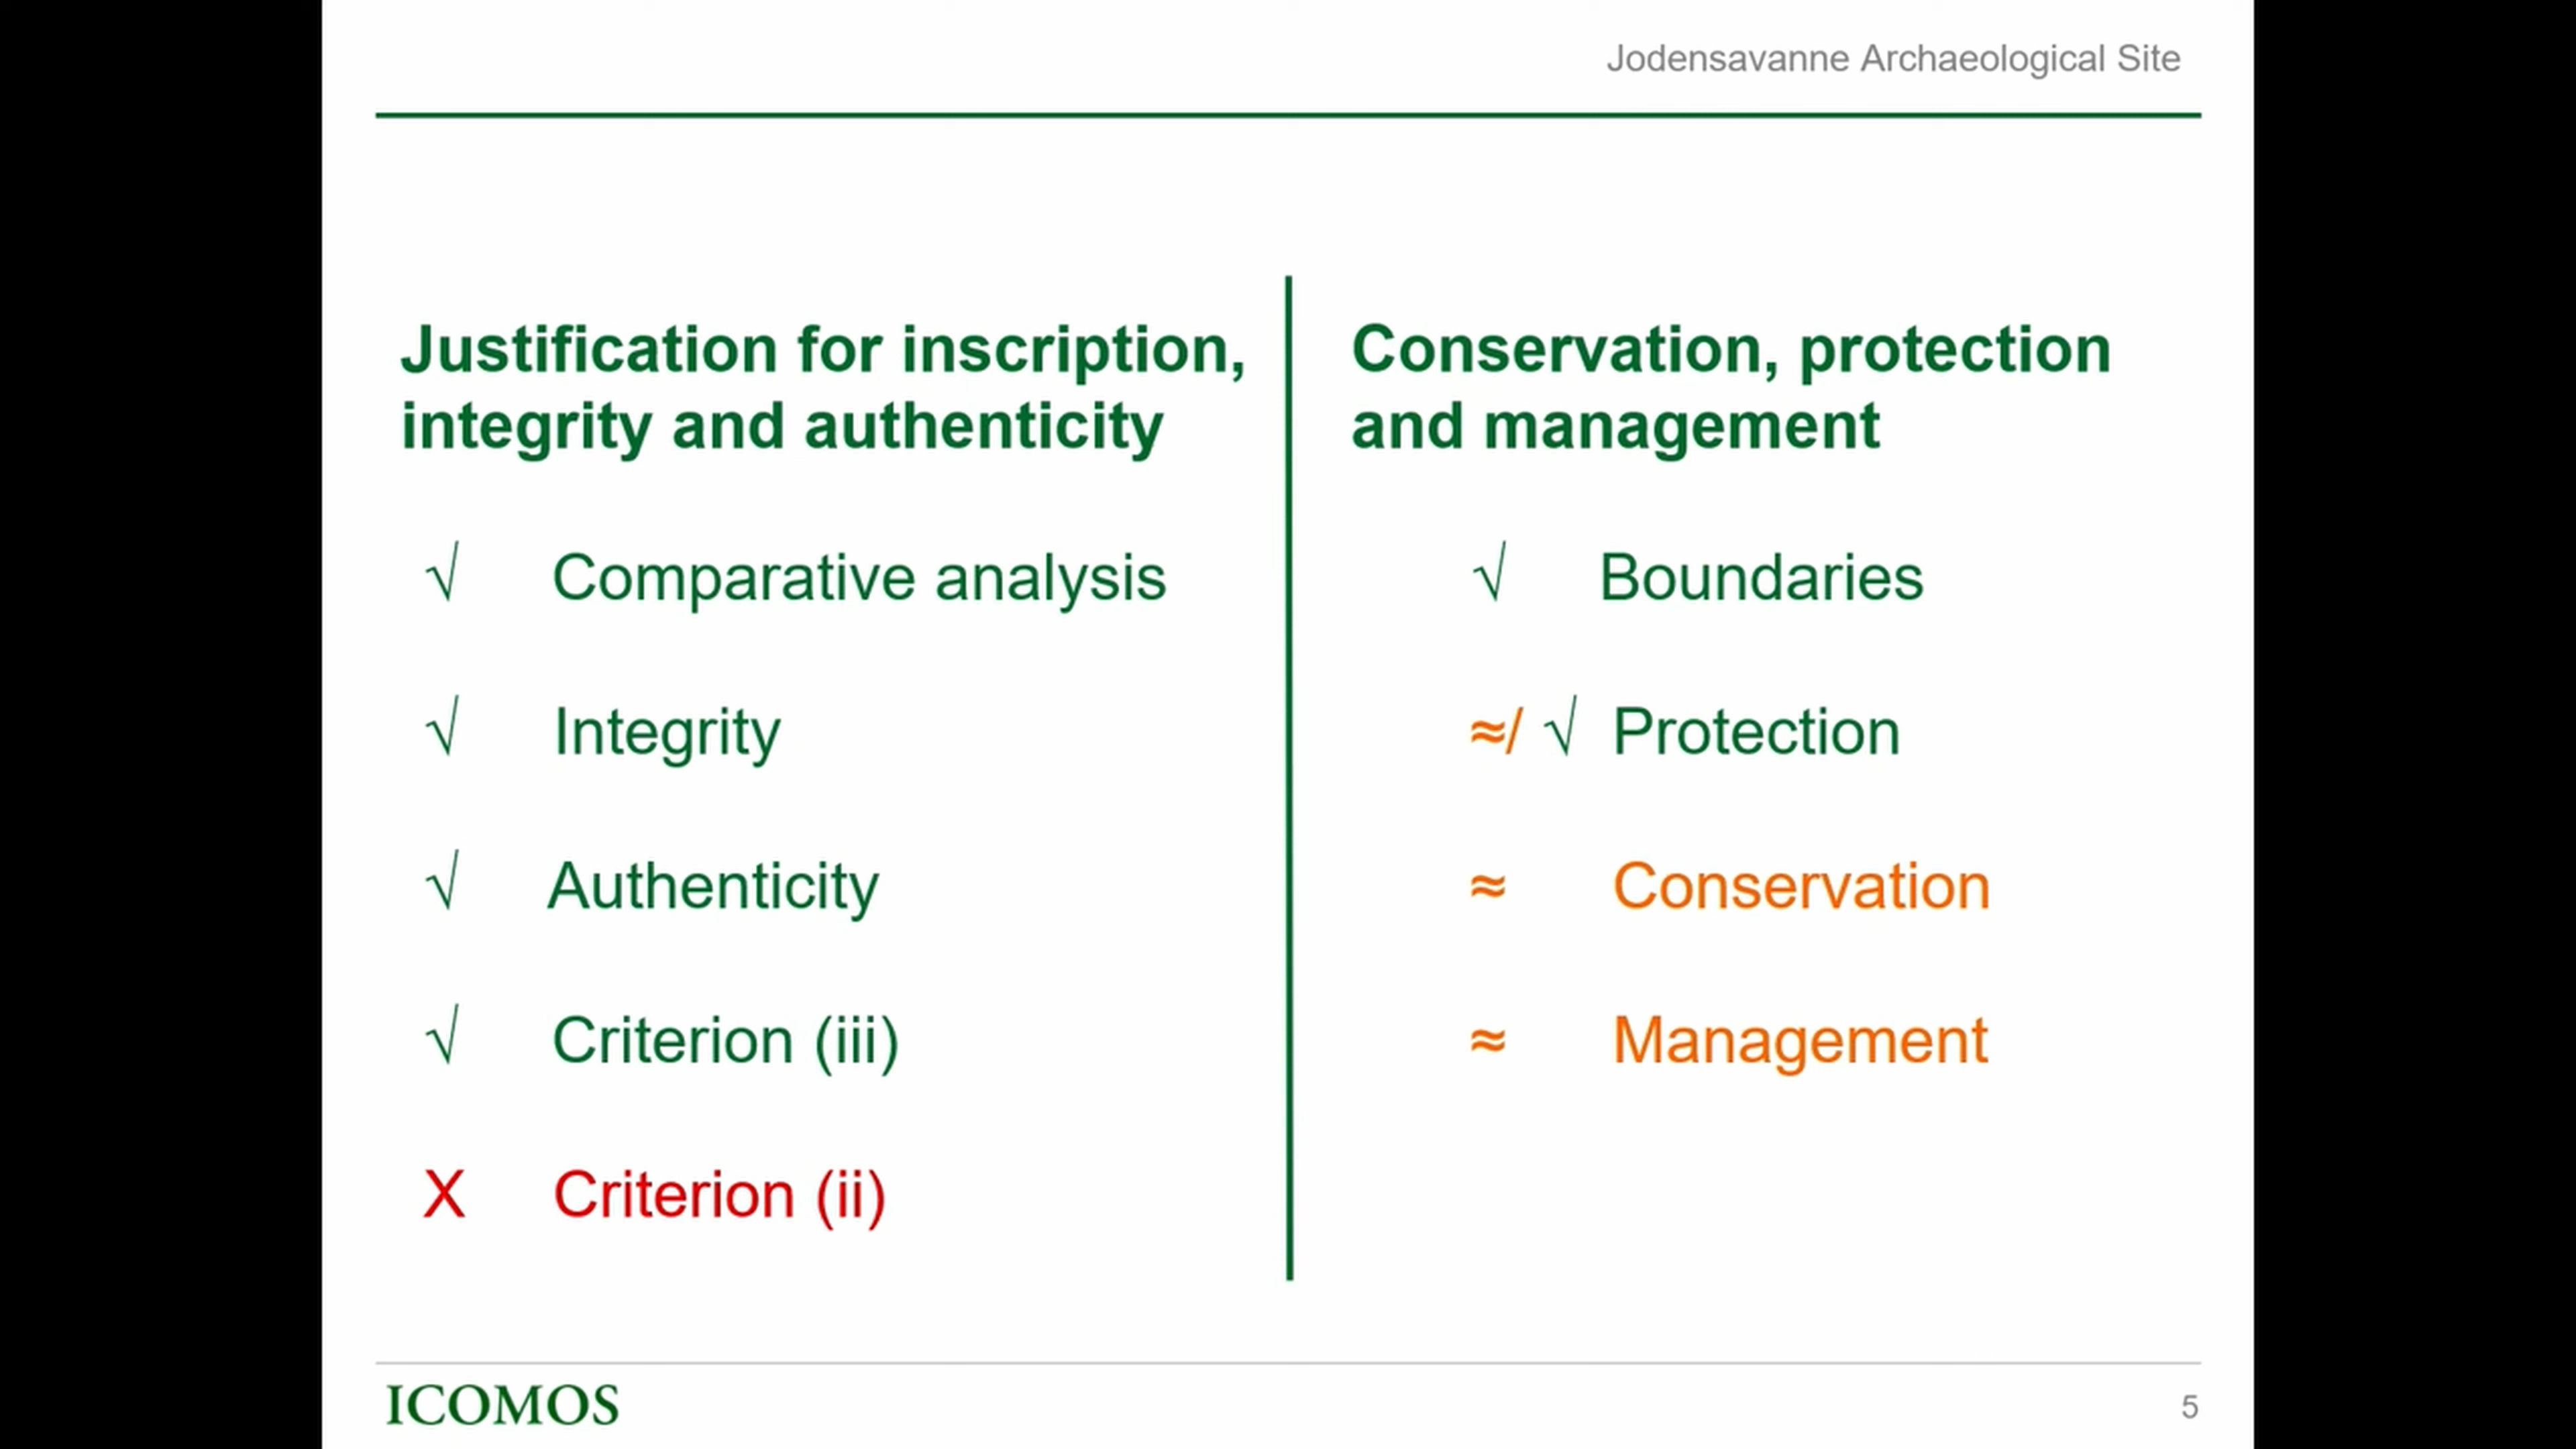 Jodensavanne Archaeological Site
Justification for inscription,
integrity and authenticity
√ Comparative analysis
√ Integrity
√ Authenticity
√ Criterion (iii)
X Criterion (ii)
Conservation, protection
and management
√ Boundaries
≈/ √ Protection
≈ Conservation
≈ Management
ICOMOS
5